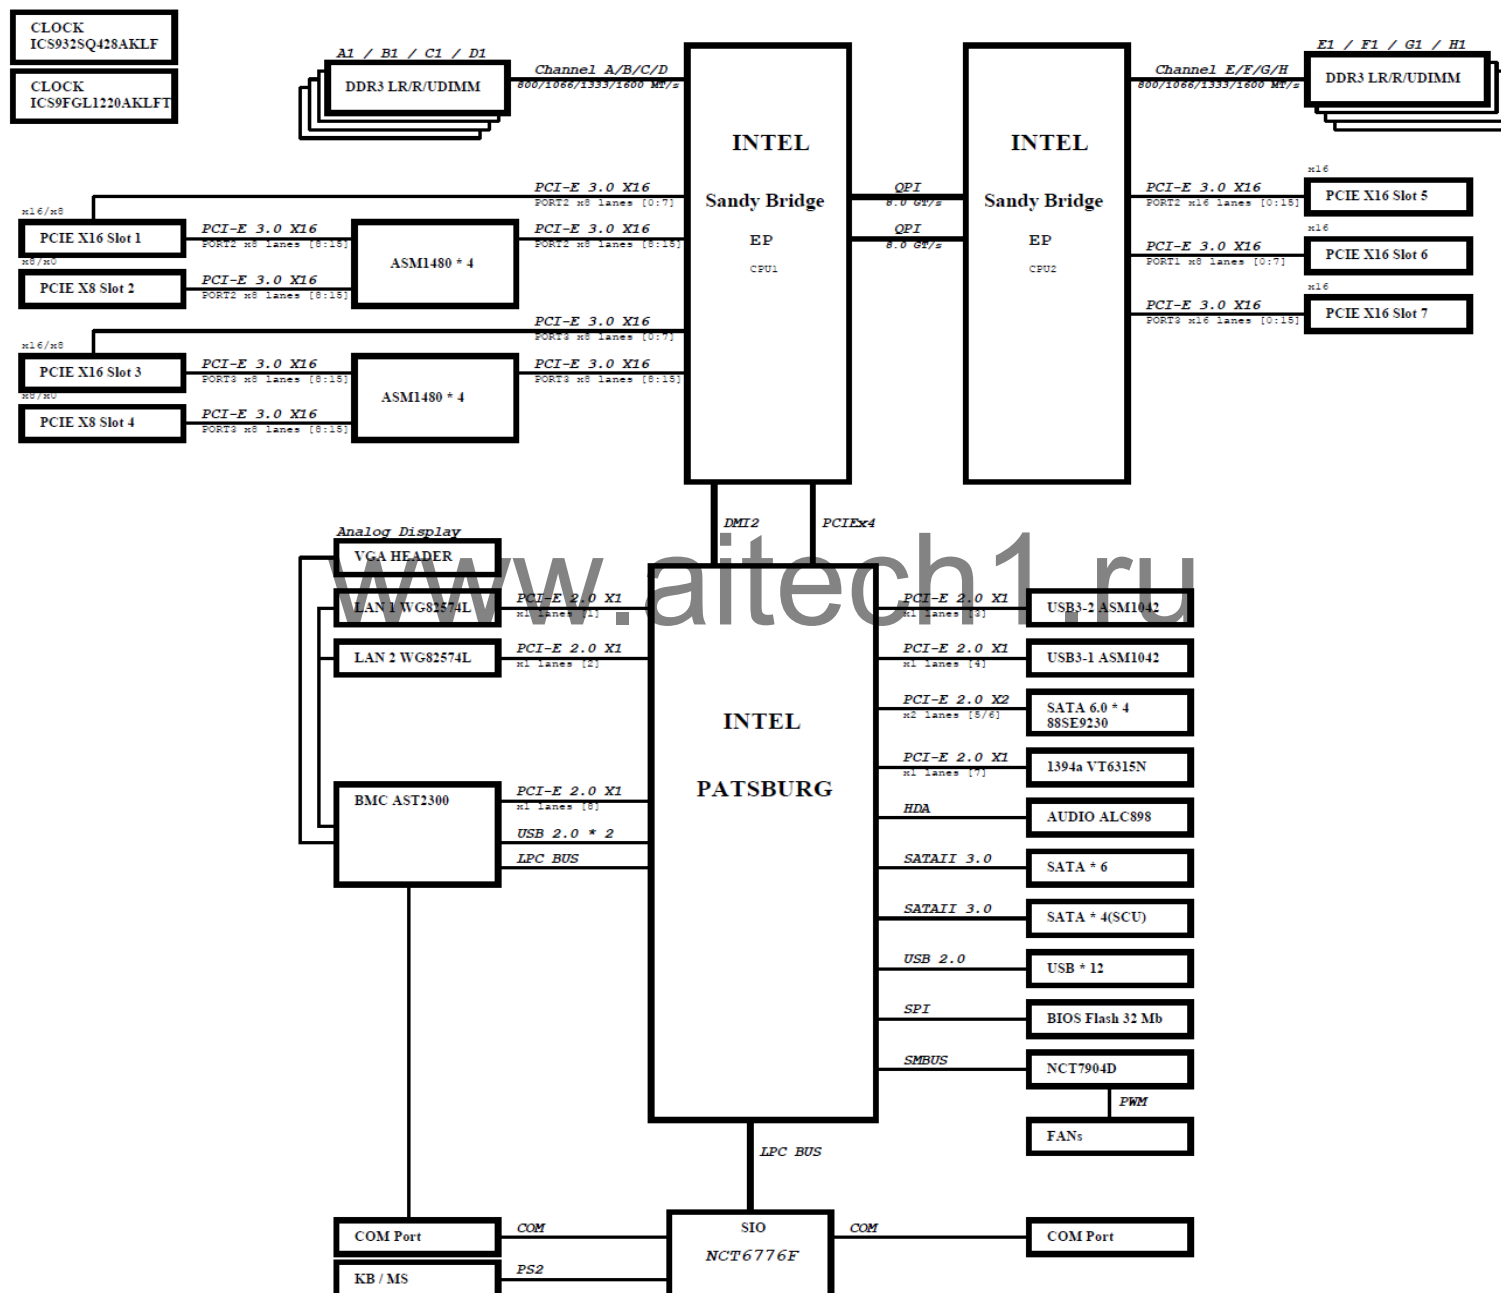 CLOCK
ICS932SQ428AKLF
CLOCK
ICS9FGL1220AKLFT
A1 / B1 / C1 / D1
DDR3 LR/R/UDIMM
Channel A/B/C/D
800/1066/1333/1600 MT/s
INTEL
Sandy Bridge
EP
CPU1
QPI
8.0 GT/s
QPI
8.0 GT/s
INTEL
Sandy Bridge
EP
CPU2
Channel E/F/G/H
800/1066/1333/1600 MT/s
E1 / F1 / G1 / H1
DDR3 LR/R/UDIMM
PCI-E 3.0 X16
PORT2 x8 lanes [0:7]
x16/x8
PCIE X16 Slot 1
PCI-E 3.0 X16
PORT2 x8 lanes [8:15]
x8/x0
PCIE X8 Slot 2
PCI-E 3.0 X16
PORT2 x8 lanes [8:15]
ASM1480 * 4
PCI-E 3.0 X16
PORT2 x8 lanes [8:15]
PCI-E 3.0 X16
PORT3 x8 lanes [0:7]
x16/x8
PCIE X16 Slot 3
PCI-E 3.0 X16
PORT3 x8 lanes [8:15]
x8/x0
PCIE X8 Slot 4
PCI-E 3.0 X16
PORT3 x8 lanes [8:15]
ASM1480 * 4
PCI-E 3.0 X16
PORT3 x8 lanes [8:15]
PCI-E 3.0 X16
PORT2 x16 lanes [0:15]
x16
PCIE X16 Slot 5
PCI-E 3.0 X16
PORT1 x8 lanes [0:7]
x16
PCIE X16 Slot 6
PCI-E 3.0 X16
PORT3 x16 lanes [0:15]
x16
PCIE X16 Slot 7
DMI2
PCIEx4
www.aitech1.ru
Analog Display
VGA HEADER
LAN 1 WG82574L
PCI-E 2.0 X1
x1 lanes [1]
LAN 2 WG82574L
PCI-E 2.0 X1
x1 lanes [2]
BMC AST2300
PCI-E 2.0 X1
x1 lanes [8]
USB 2.0 * 2
LPC BUS
INTEL
PATSBURG
PCI-E 2.0 X1
x1 lanes [3]
USB3-2 ASM1042
PCI-E 2.0 X1
x1 lanes [4]
USB3-1 ASM1042
PCI-E 2.0 X2
x2 lanes [5/6]
SATA 6.0 * 4
88SE9230
PCI-E 2.0 X1
x1 lanes [7]
1394a VT6315N
HDA
AUDIO ALC898
SATAII 3.0
SATA * 6
SATAII 3.0
SATA * 4(SCU)
USB 2.0
USB * 12
SPI
BIOS Flash 32 Mb
SMBUS
NCT7904D
PWM
FANs
LPC BUS
COM Port
COM
SIO
NCT6776F
COM
COM Port
KB / MS
PS2